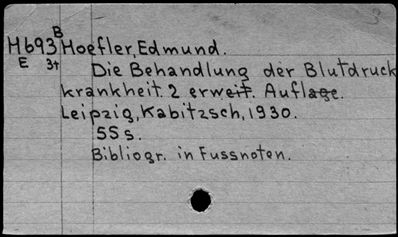 3
B
H693 Hoefler, Edmund.
E 3t
Die Behandlung der Blutdruck
krankheit. 2 erweit. Auflage.
Leipzig, Kabitzsch, 1930.
55 s.
Bibliogr. in Fussnoten.